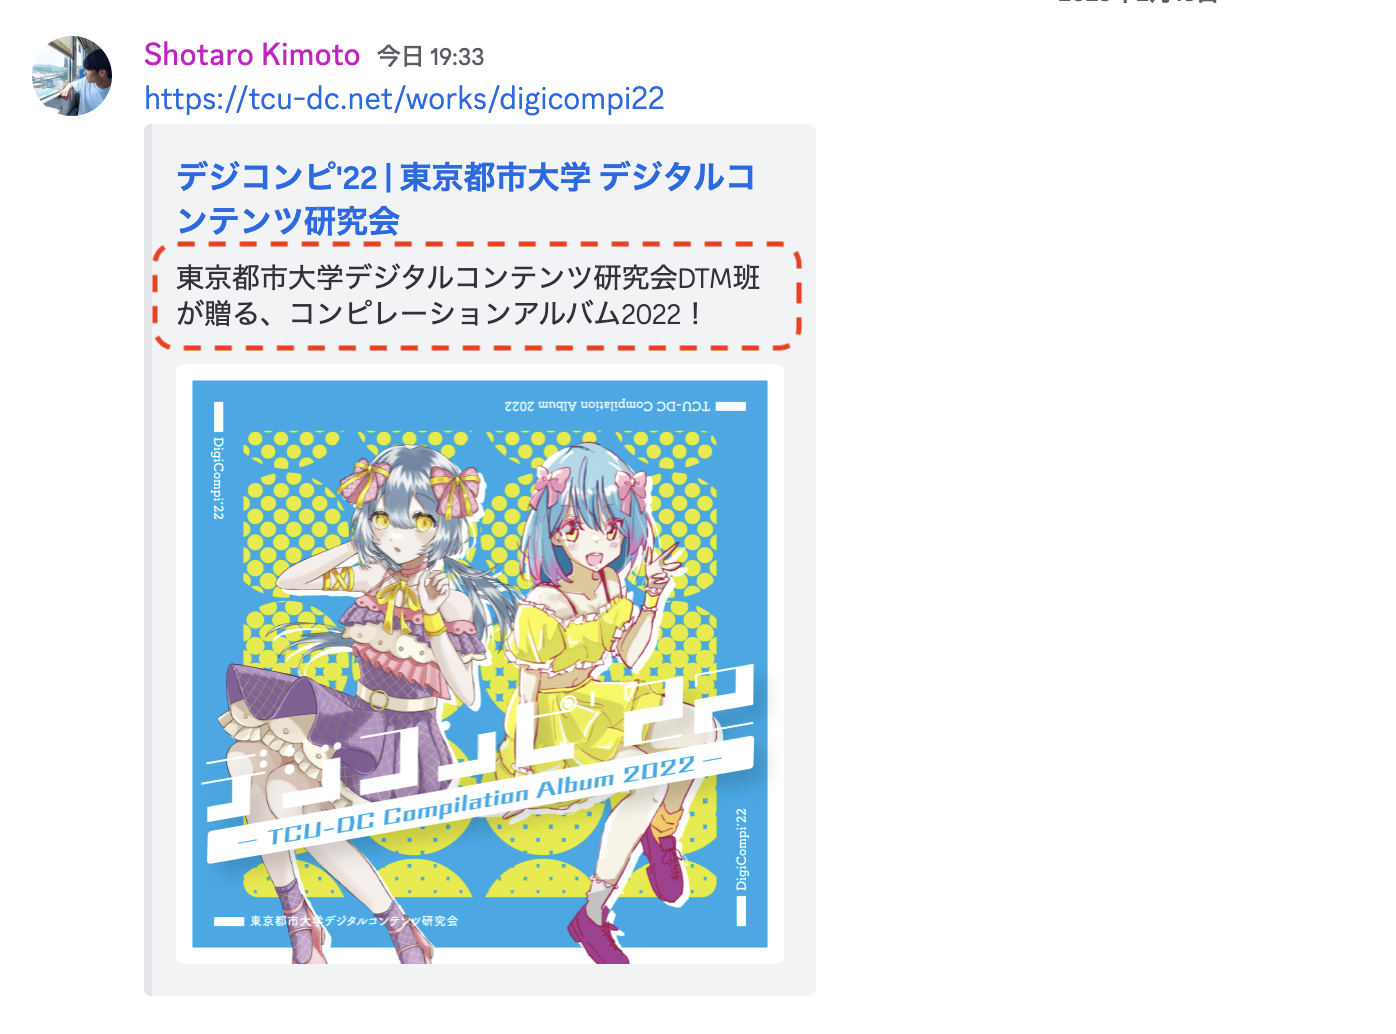 Shotaro Kimoto 今日 19:33
https://tcu-dc.net/works/digicompi22
デジコンピ'22 | 東京都市大学 デジタルコ
ンテンツ研究会
東京都市大学デジタルコンテンツ研究会DTM班
が贈る、コンピレーションアルバム2022！
TCU-DC Compilation Album 2022
DigiCompi'22
デジコンピ 22
— TCU-DC Compilation Album 2022 —
DigiCompi'22
東京都市大学デジタルコンテンツ研究会